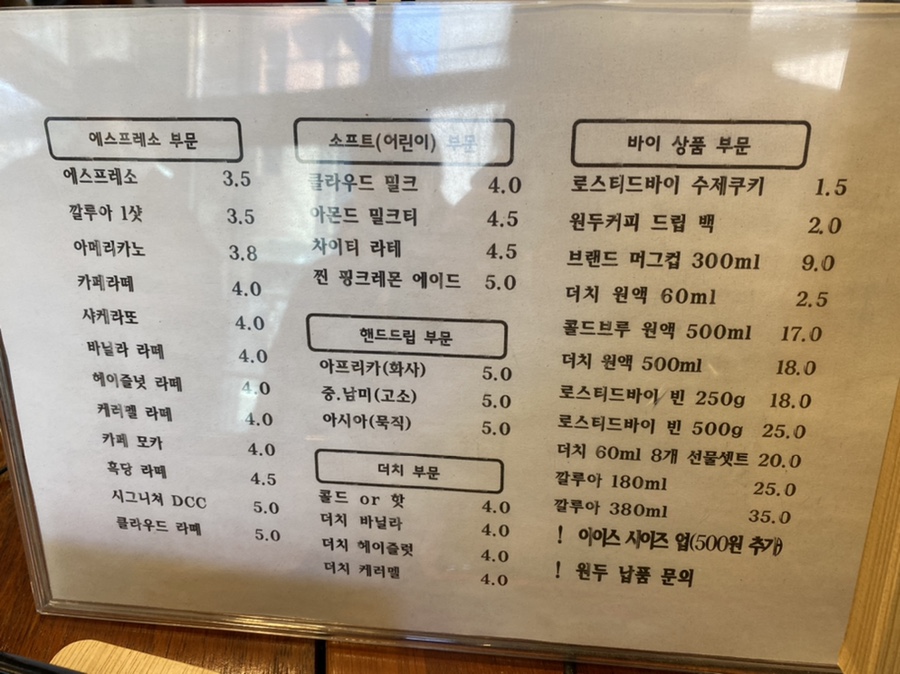 에스프레소 부문
에스프레소 3.5
깔루아 1샷 3.5
아메리카노 3.8
카페라떼 4.0
샤케라또 4.0
바닐라 라떼 4.0
헤이즐넛 라떼 4.0
케러멜 라떼 4.0
카페 모카 4.0
흑당 라떼 4.5
시그니쳐 DCC 5.0
클라우드 라떼 5.0
소프트(어린이) 부문
클라우드 밀크 4.0
아몬드 밀크티 4.5
차이티 라테 4.5
찐 핑크레몬 에이드 5.0
핸드드립 부문
아프리카(화사) 5.0
중.남미(고소) 5.0
아시아(묵직) 5.0
더치 부문
콜드 or 핫 4.0
더치 바닐라 4.0
더치 헤이즐럿 4.0
더치 케러멜 4.0
바이 상품 부문
로스티드바이 수제쿠키 1.5
원두커피 드립 백 2.0
브랜드 머그컵 300ml 9.0
더치 원액 60ml 2.5
콜드브루 원액 500ml 17.0
더치 원액 500ml 18.0
로스티드바이 빈 250g 18.0
로스티드바이 빈 500g 25.0
더치 60ml 8개 선물셋트 20.0
깔루아 180ml 25.0
깔루아 380ml 35.0
! 아이스 사이즈 업(500원 추가)
! 원두 납품 문의